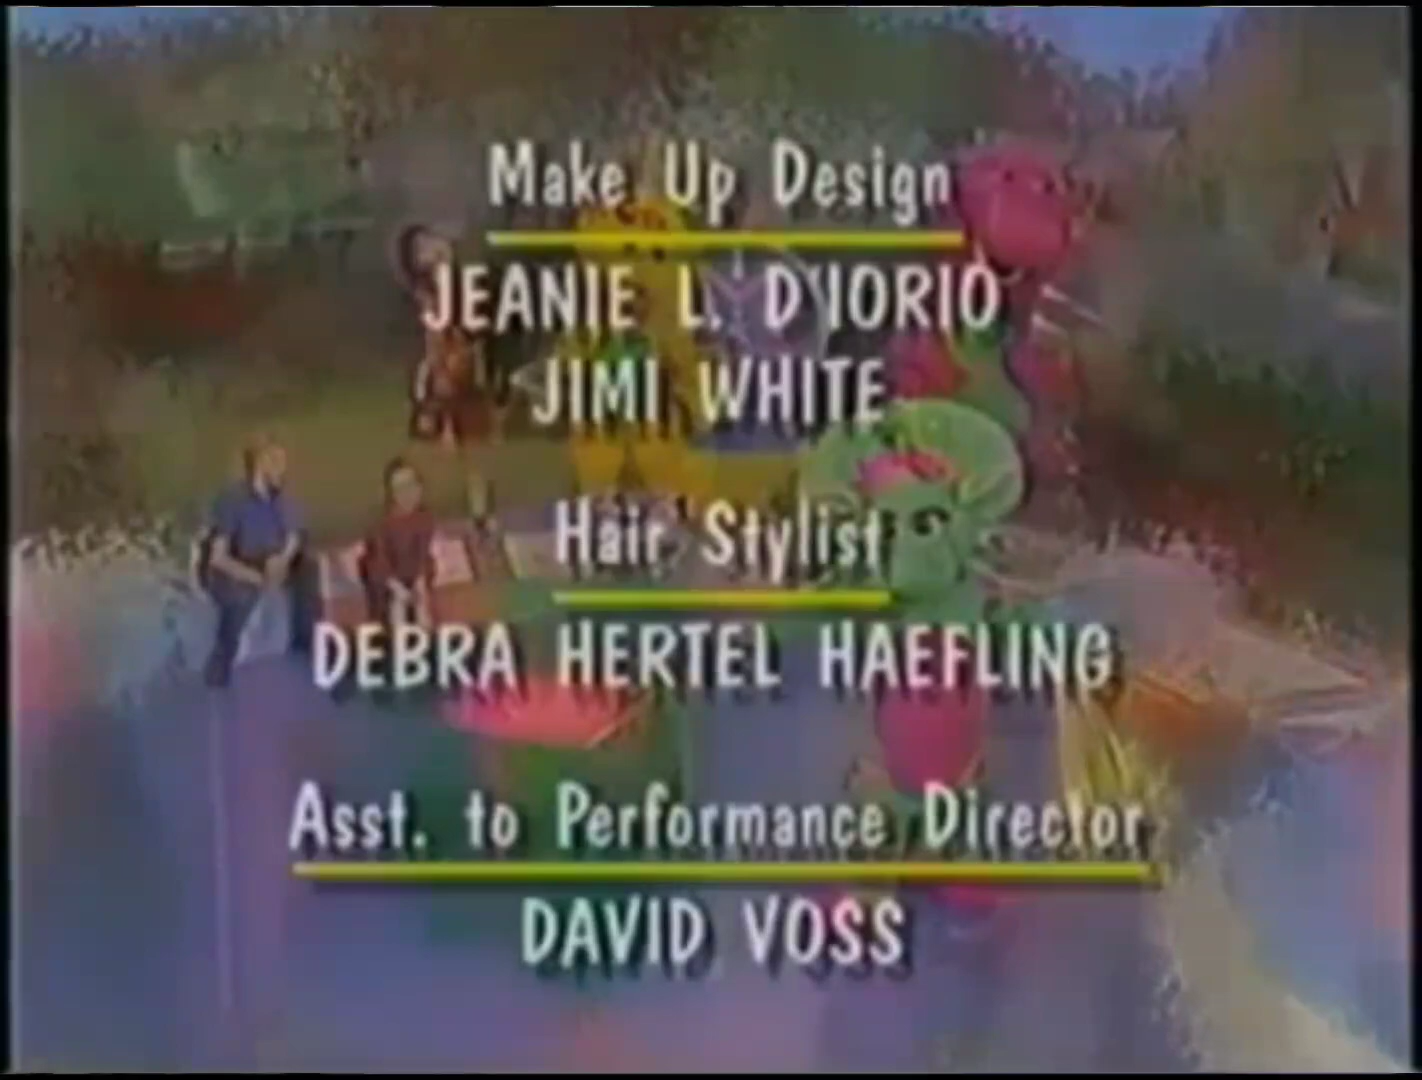 Make Up Design
JEANIE L. D'IORIO
JIMI WHITE
Hair Stylist
DEBRA HERTEL HAEFLING
Asst. to Performance Director
DAVID VOSS